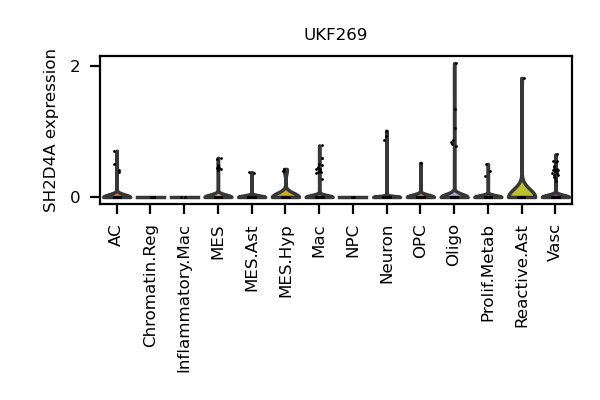 UKF269
SH2D4A expression
2
0
AC
Chromatin.Reg
Inflammatory.Mac
MES
MES.Ast
MES.Hyp
Mac
NPC
Neuron
OPC
Oligo
Prolif.Metab
Reactive.Ast
Vasc